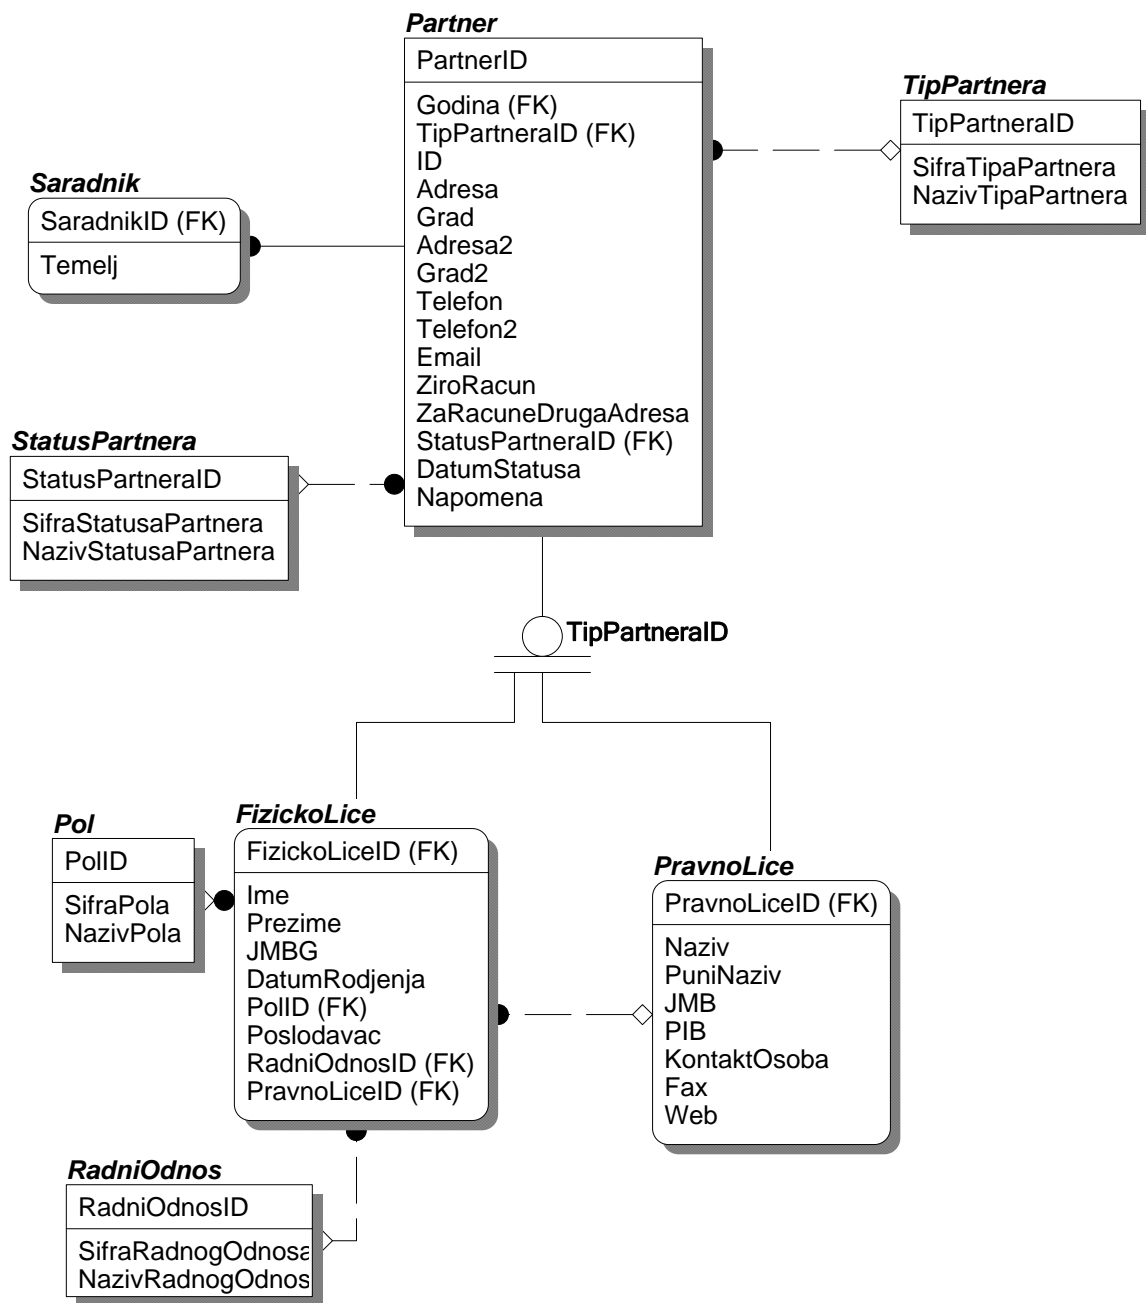 Partner
PartnerID
Godina (FK)
TipPartneraID (FK)
ID
Adresa
Grad
Adresa2
Grad2
Telefon
Telefon2
Email
ZiroRacun
ZaRacuneDrugaAdresa
StatusPartneraID (FK)
DatumStatusa
Napomena
TipPartnera
TipPartneraID
SifraTipaPartnera
NazivTipaPartnera
Saradnik
SaradnikID (FK)
Temelj
StatusPartnera
StatusPartneraID
SifraStatusaPartnera
NazivStatusaPartnera
TipPartneraID
Pol
PolID
SifraPola
NazivPola
FizickoLice
FizickoLiceID (FK)
Ime
Prezime
JMBG
DatumRodjenja
PolID (FK)
Poslodavac
RadniOdnosID (FK)
PravnoLiceID (FK)
PravnoLice
PravnoLiceID (FK)
Naziv
PuniNaziv
JMB
PIB
KontaktOsoba
Fax
Web
RadniOdnos
RadniOdnosID
SifraRadnogOdnosa
NazivRadnogOdnos